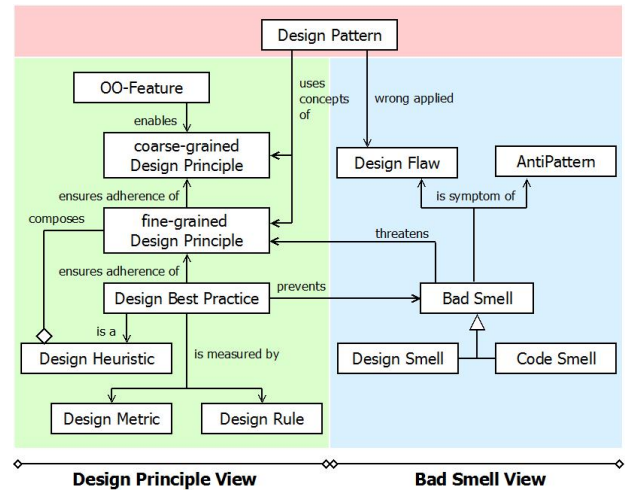 Design Pattern
OO-Feature
uses
concepts
of
wrong applied
enables
coarse-grained
Design Principle
Design Flaw
AntiPattern
ensures adherence of
is symptom of
composes
fine-grained
Design Principle
threatens
ensures adherence of
prevents
Design Best Practice
Bad Smell
is a
Design Heuristic
is measured by
Design Smell
Code Smell
Design Metric
Design Rule
Design Principle View
Bad Smell View